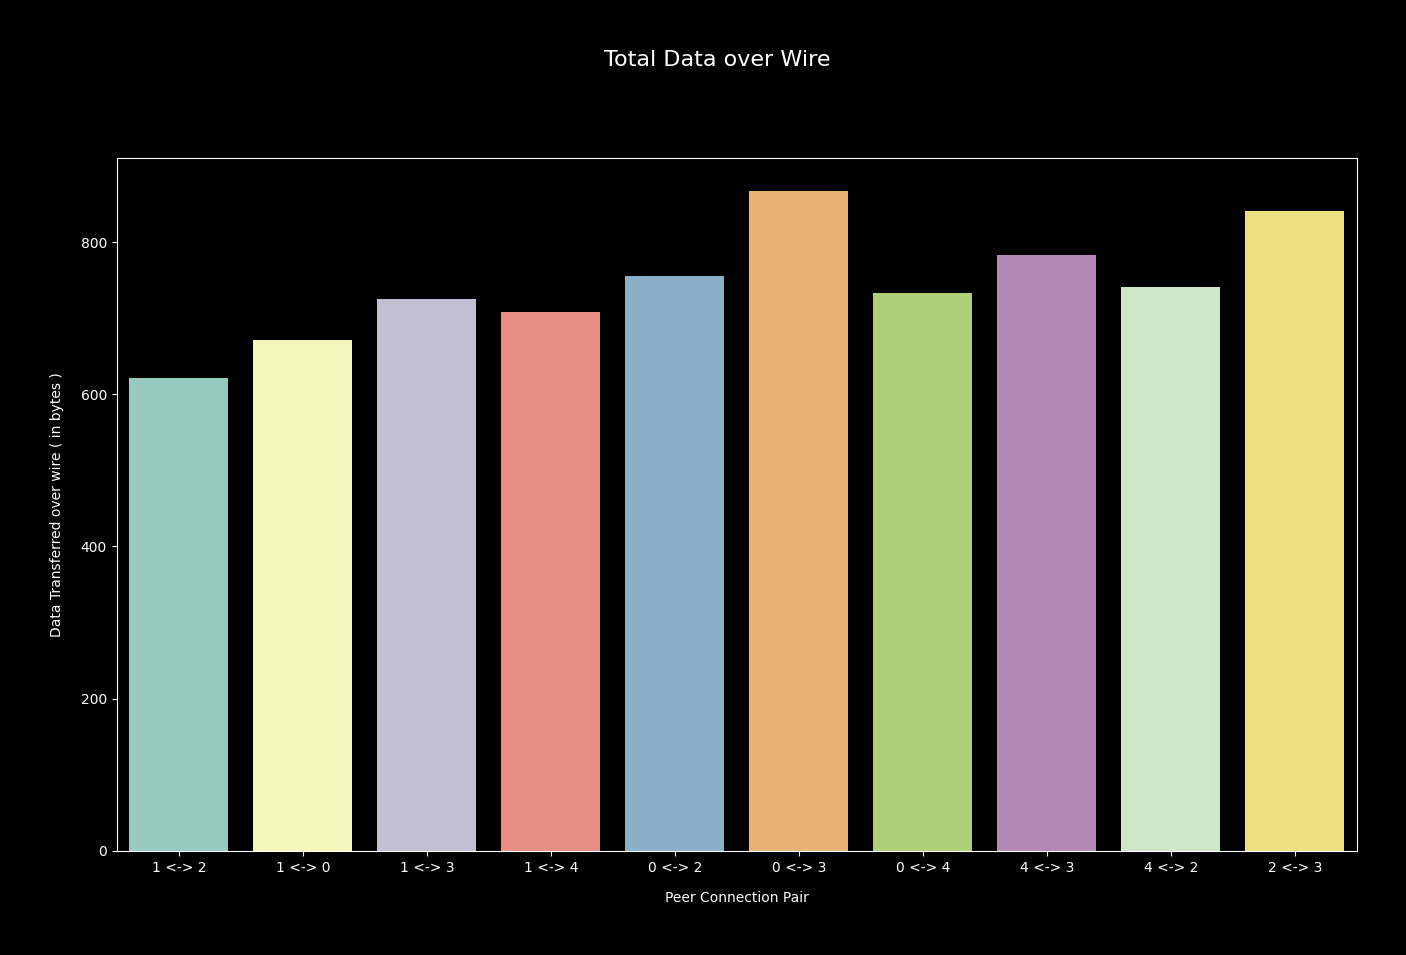 Total Data over Wire
Data Transferred over wire ( in bytes )
800
600
400
200
0
1 <-> 2
1 <-> 0
1 <-> 3
1 <-> 4
0 <-> 2
0 <-> 3
0 <-> 4
4 <-> 3
4 <-> 2
2 <-> 3
Peer Connection Pair